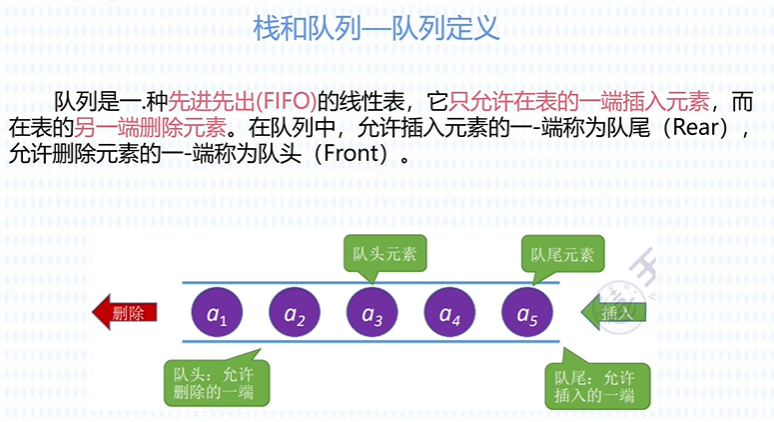 栈和队列—队列定义
队列是一.种先进先出(FIFO)的线性表，它只允许在表的一端插入元素，而
在表的另一端删除元素。在队列中，允许插入元素的一-端称为队尾（Rear），
允许删除元素的一-端称为队头（Front）。
队头元素
队尾元素
删除
a1
a2
a3
a4
a5
插入
队头：允许
删除的一端
队尾：允许
插入的一端